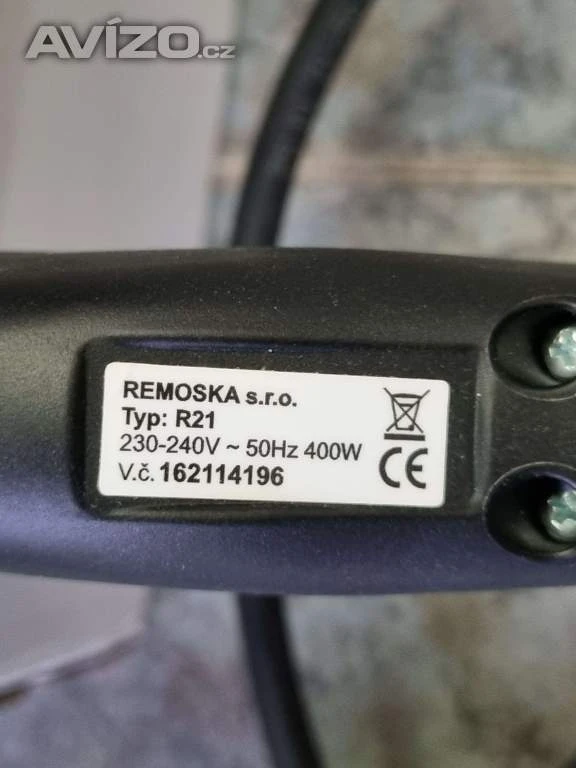 AVÍZO.cz
REMOSKA s.r.o.
Typ: R21
230-240V ~ 50Hz 400W
V.č. 162114196
CE